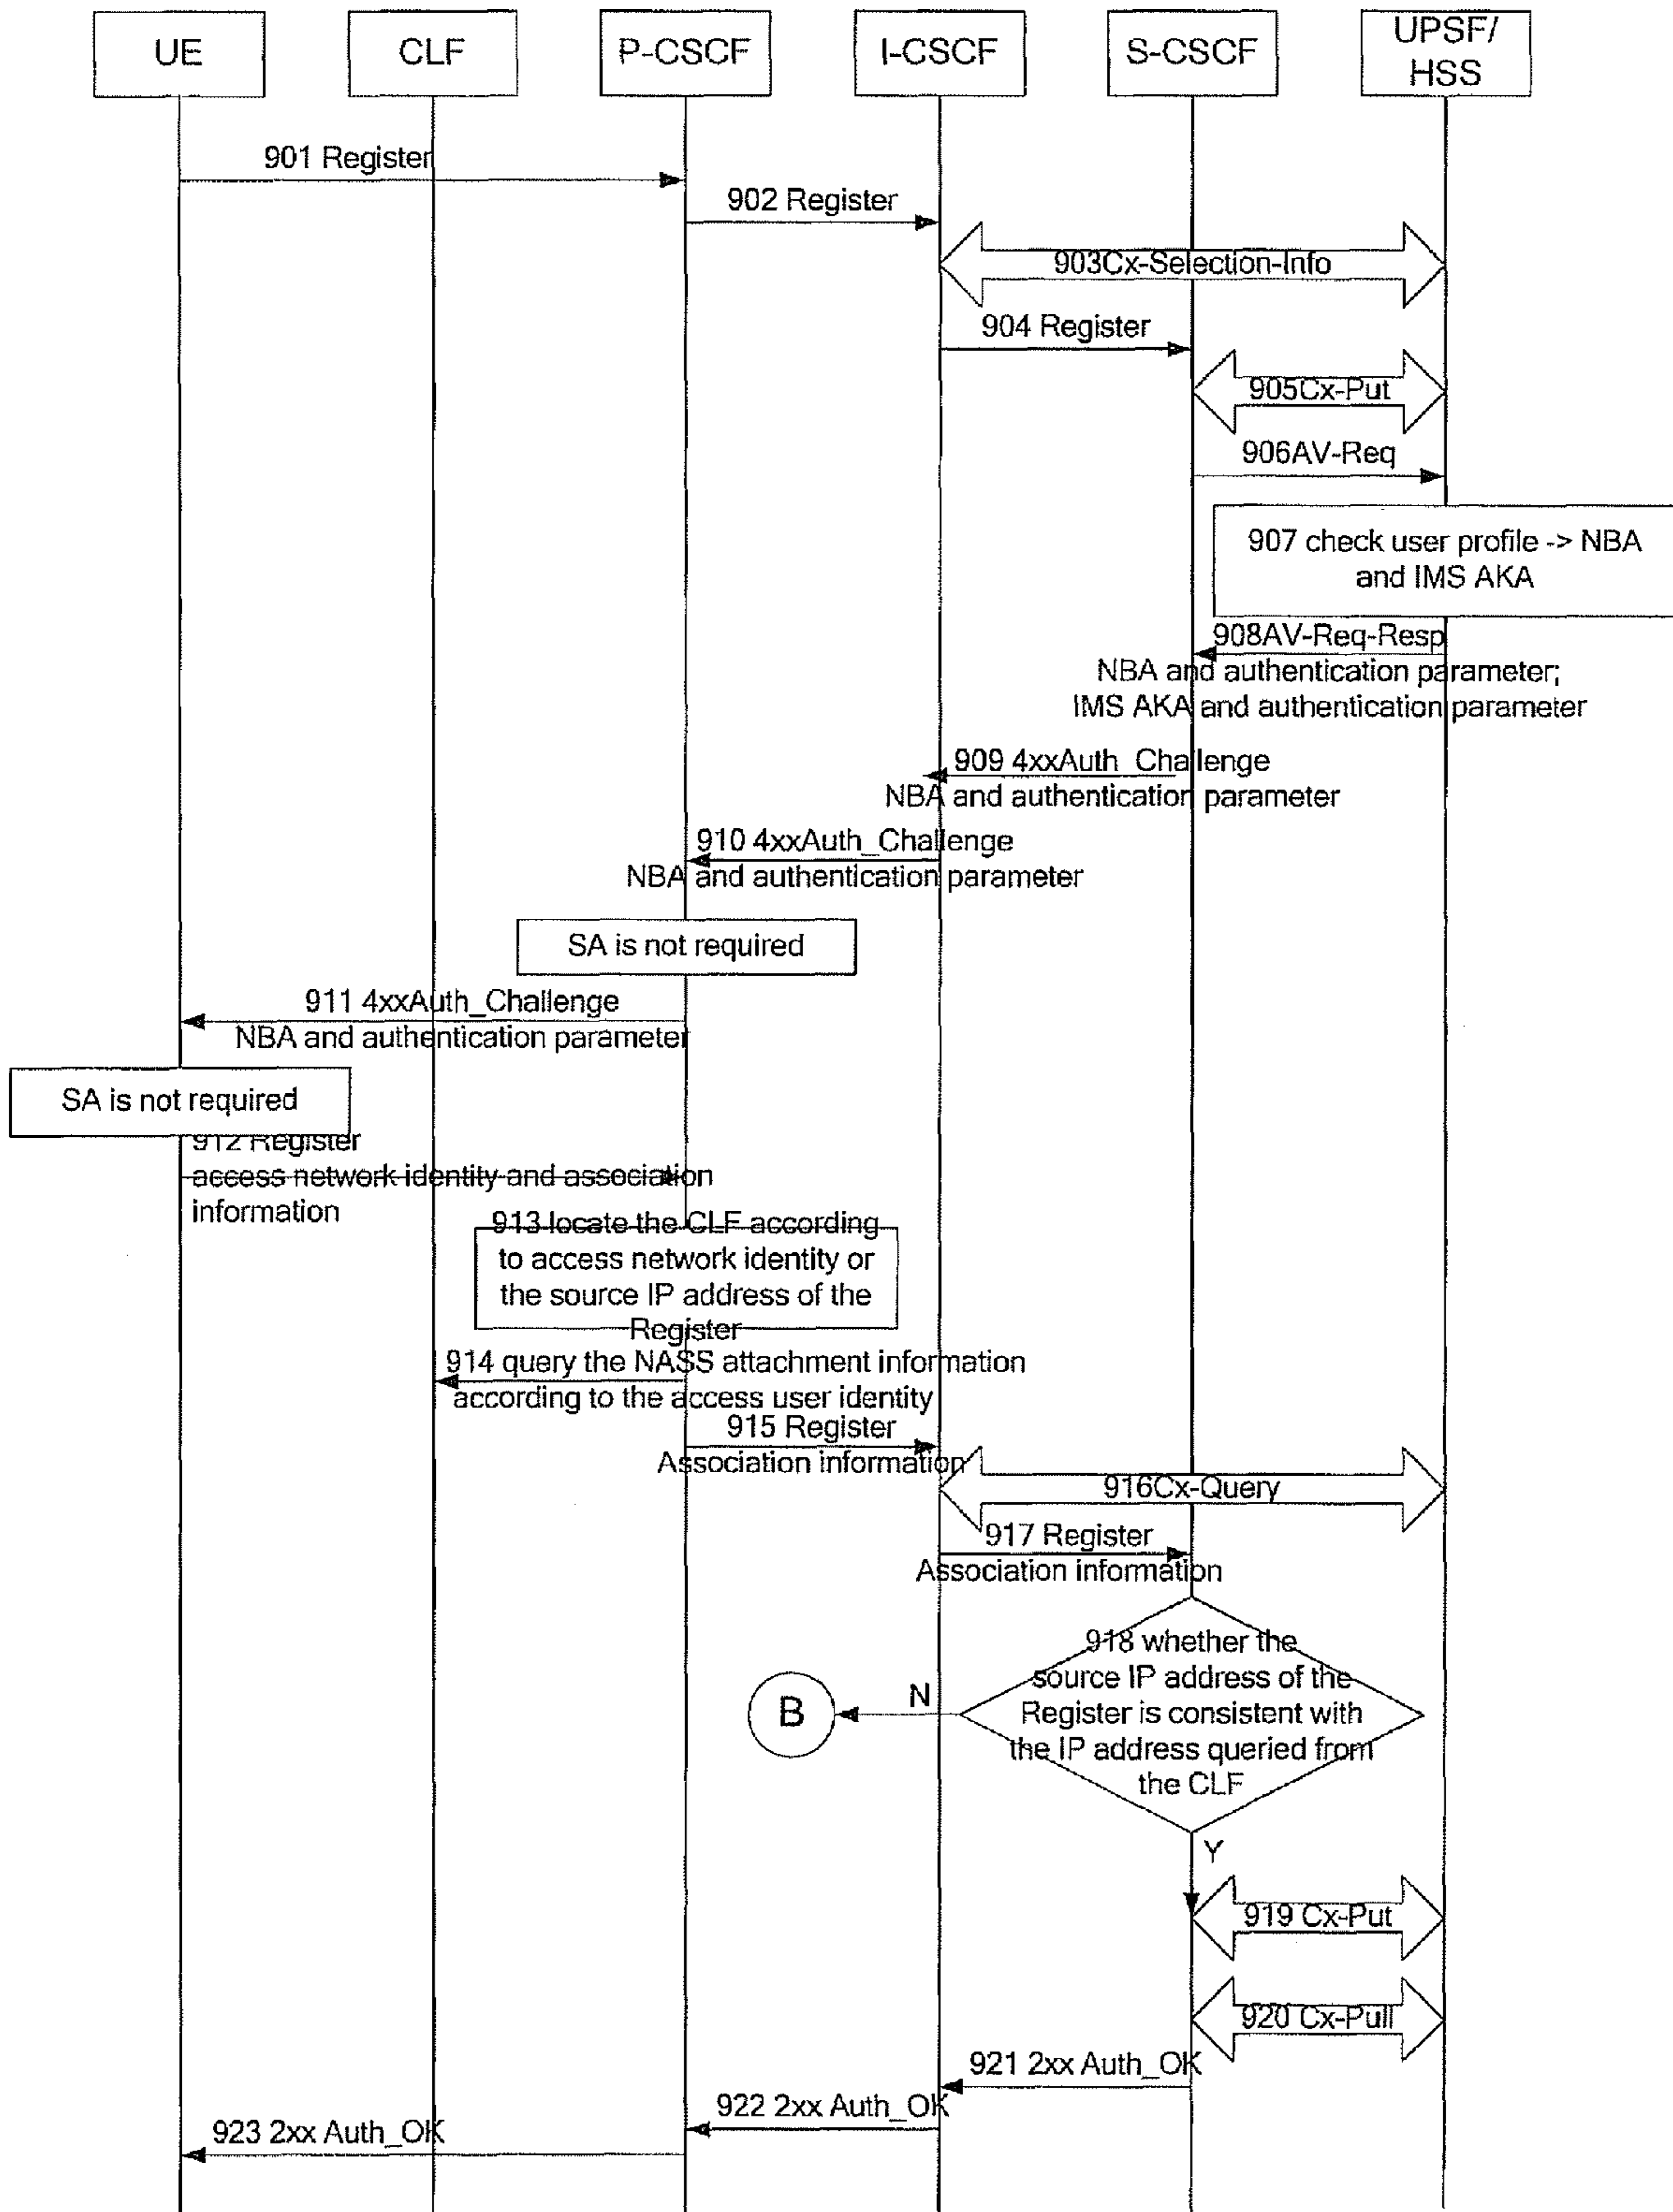 UE
CLF
P-CSCF
I-CSCF
S-CSCF
UPSF/
HSS
901 Register
902 Register
903Cx-Selection-Info
904 Register
905Cx-Put
906AV-Req
907 check user profile -> NBA
and IMS AKA
908AV-Req-Resp
NBA and authentication parameter;
IMS AKA and authentication parameter
909 4xxAuth_Challenge
NBA and authentication parameter
910 4xxAuth_Challenge
NBA and authentication parameter
SA is not required
911 4xxAuth_Challenge
NBA and authentication parameter
SA is not required
912 Register
access network identity and association
information
913 locate the CLF according
to access network identity or
the source IP address of the
Register
914 query the NASS attachment information
according to the access user identity
915 Register
Association information
916Cx-Query
917 Register
Association information
918 whether the
source IP address of the
Register is consistent with
the IP address queried from
the CLF
N
B
Y
919 Cx-Put
920 Cx-Pull
921 2xx Auth_OK
922 2xx Auth_OK
923 2xx Auth_OK